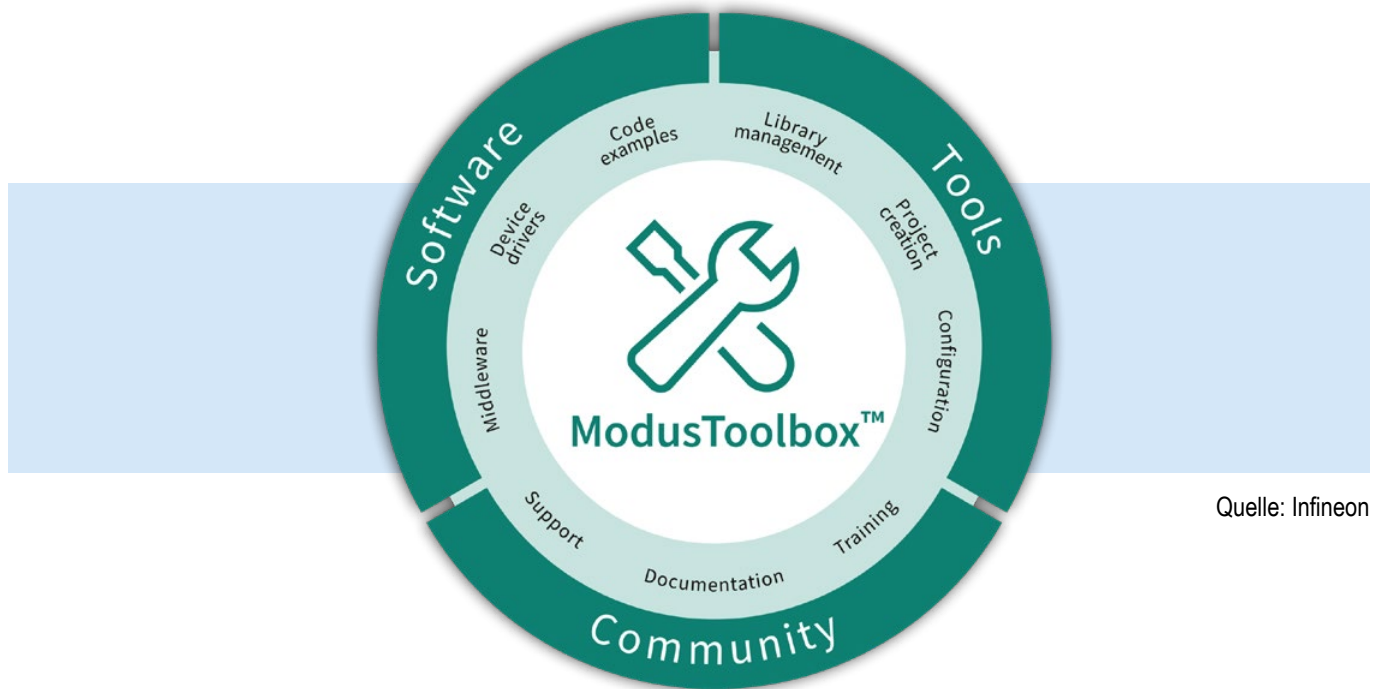 Software
Code
examples
Device
drivers
Middleware
Tools
Library
management
Project
creation
Configuration
ModusToolbox™
Community
Support
Documentation
Training
Quelle: Infineon